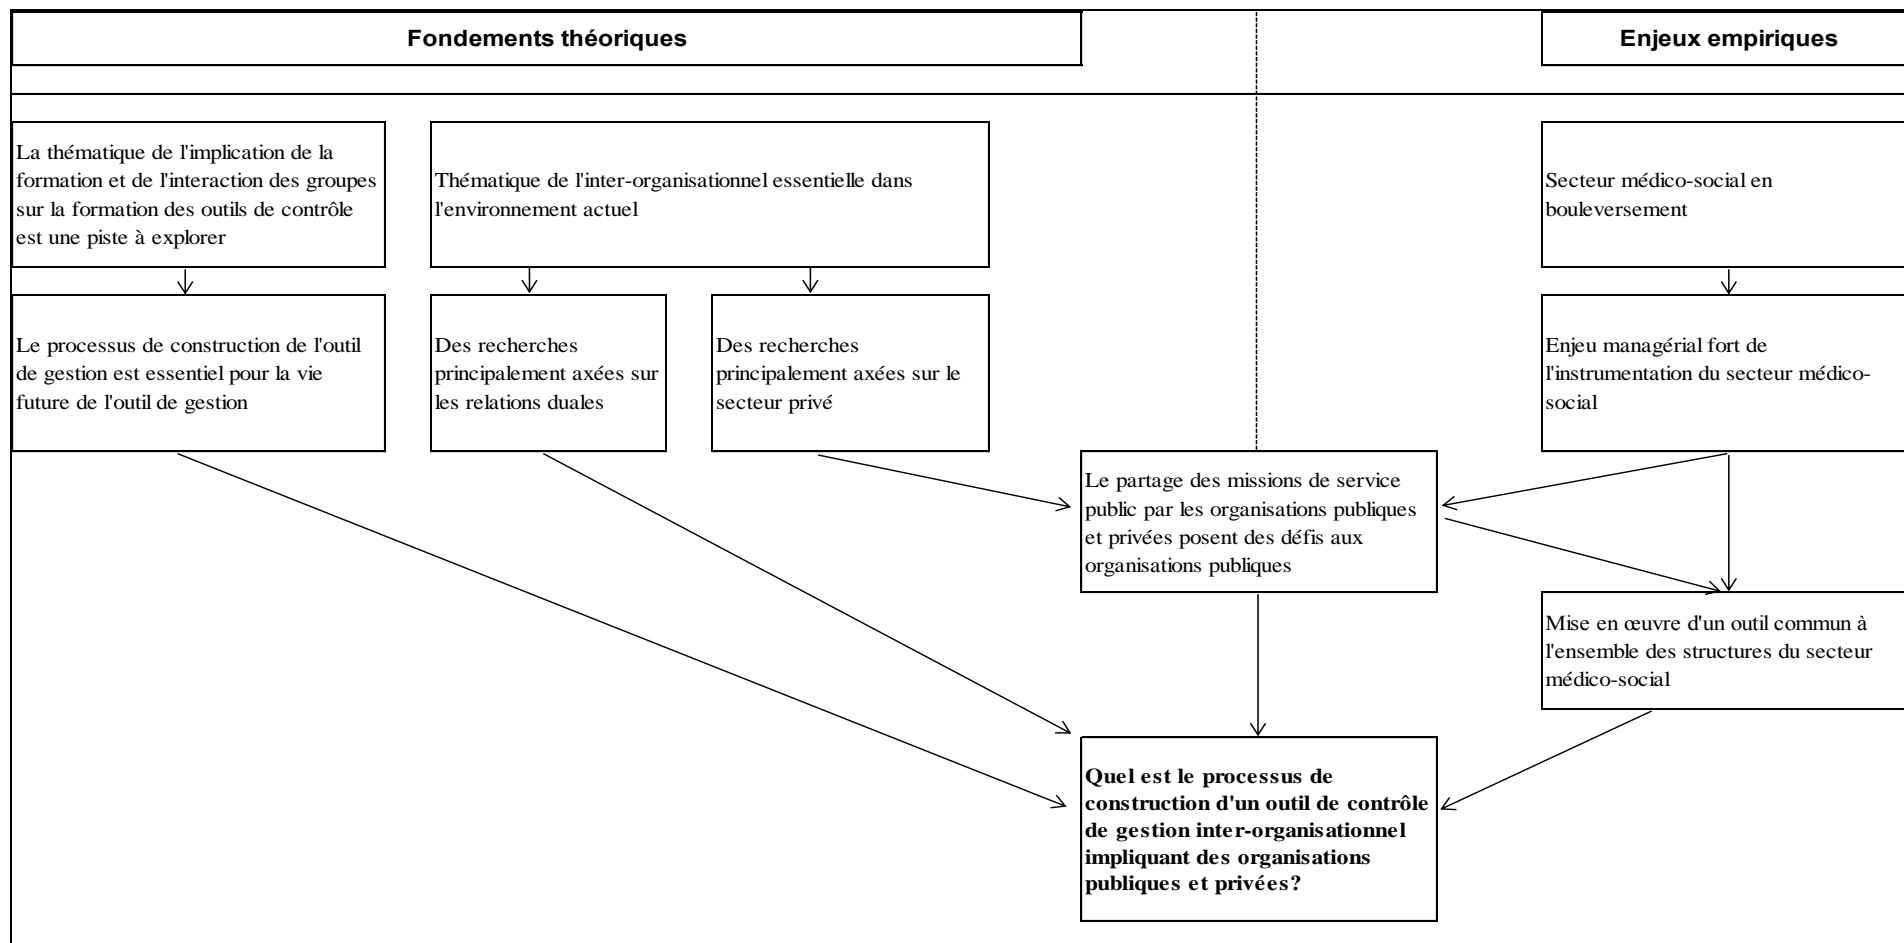 Fondements théoriques
Enjeux empiriques
La thématique de l'implication de la
formation et de l'interaction des groupes
sur la formation des outils de contrôle
est une piste à explorer
Thématique de l'inter-organisationnel essentielle dans
l'environnement actuel
Secteur médico-social en
bouleversement
Le processus de construction de l'outil
de gestion est essentiel pour la vie
future de l'outil de gestion
Des recherches
principalement axées sur
les relations duales
Des recherches
principalement axées sur le
secteur privé
Enjeu managérial fort de
l'instrumentation du secteur médico-
social
Le partage des missions de service
public par les organisations publiques
et privées posent des défis aux
organisations publiques
Mise en œuvre d'un outil commun à
l'ensemble des structures du secteur
médico-social
Quel est le processus de
construction d'un outil de contrôle
de gestion inter-organisationnel
impliquant des organisations
publiques et privées?